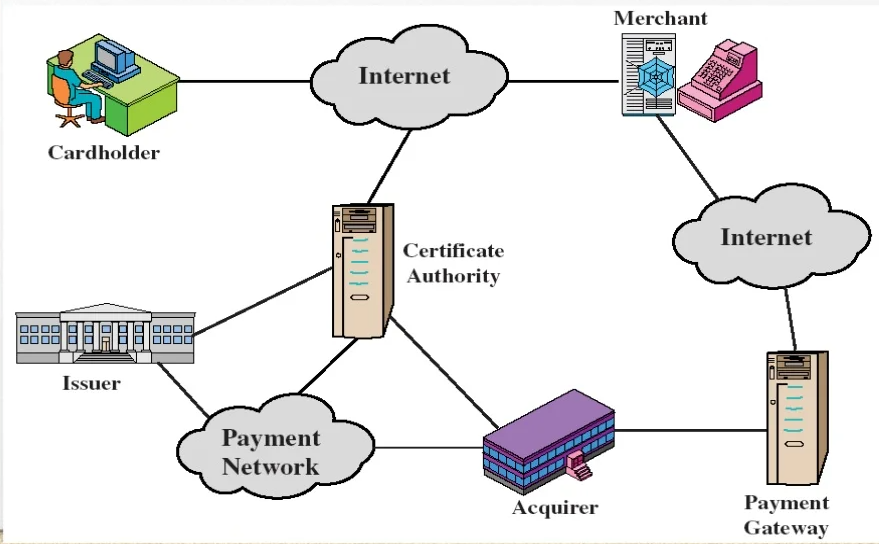 Merchant
Internet
Cardholder
Internet
Certificate
Authority
Issuer
Payment
Network
Acquirer
Payment
Gateway